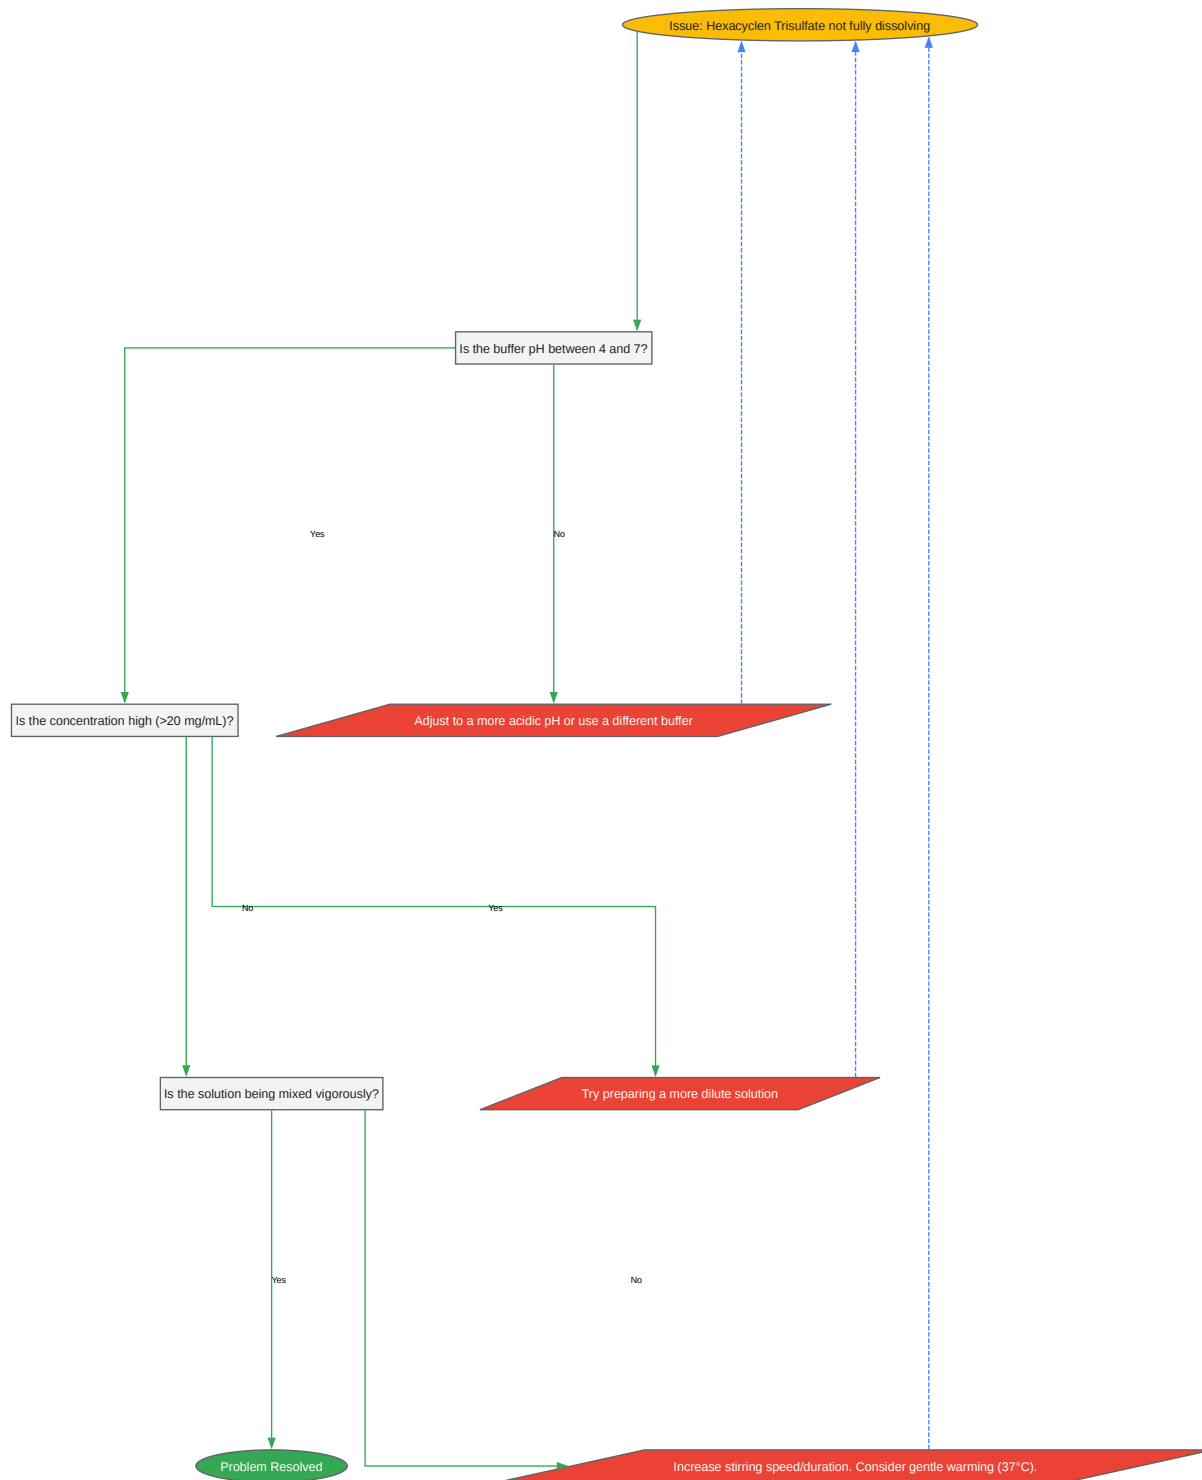 Issue: Hexacyclen Trisulfate not fully dissolving
Is the buffer pH between 4 and 7?
Yes
No
Is the concentration high (>20 mg/mL)?
Adjust to a more acidic pH or use a different buffer
No
Yes
Is the solution being mixed vigorously?
Try preparing a more dilute solution
Yes
No
Problem Resolved
Increase stirring speed/duration. Consider gentle warming (37°C).